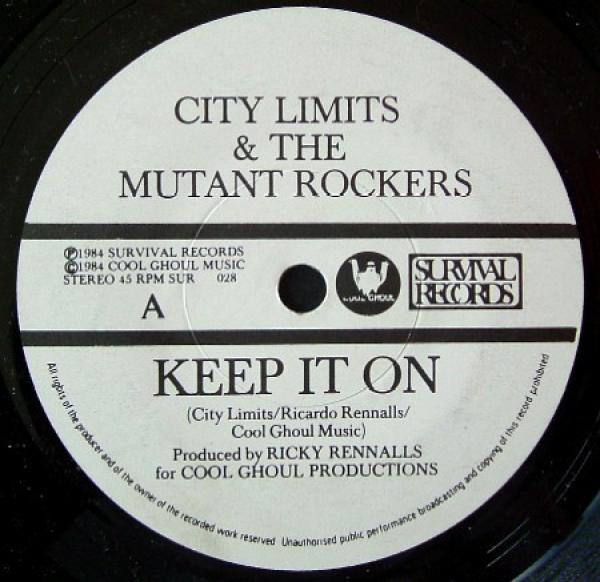 CITY LIMITS
& THE
MUTANT ROCKERS
℗1984 SURVIVAL RECORDS
©1984 COOL GHOUL MUSIC
STEREO 45 RPM SUR 028
A
COOL GHOUL
SURVIVAL
RECORDS
KEEP IT ON
(City Limits/Ricardo Rennalls/
Cool Ghoul Music)
Produced by RICKY RENNALLS
for COOL GHOUL PRODUCTIONS
All rights of the producer and of the owner of the recorded work reserved Unauthorised public performance broadcasting and copying of this record prohibited